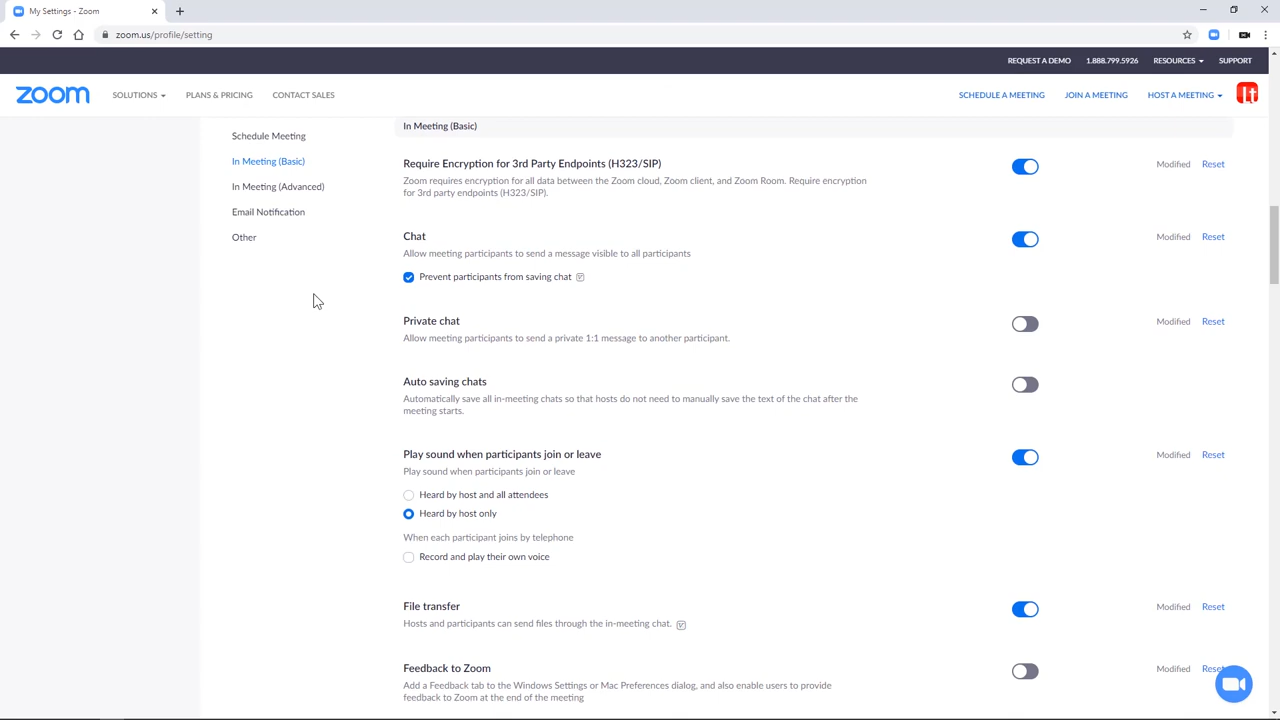 My Settings - Zoom
zoom.us/profile/setting
REQUEST A DEMO 1.888.799.5926 RESOURCES SUPPORT
zoom SOLUTIONS PLANS & PRICING CONTACT SALES SCHEDULE A MEETING JOIN A MEETING HOST A MEETING It
Schedule Meeting
In Meeting (Basic)
In Meeting (Advanced)
Email Notification
Other
In Meeting (Basic)
Require Encryption for 3rd Party Endpoints (H323/SIP) Modified Reset
Zoom requires encryption for all data between the Zoom cloud, Zoom client, and Zoom Room. Require encryption
for 3rd party endpoints (H323/SIP).
Chat Modified Reset
Allow meeting participants to send a message visible to all participants
Prevent participants from saving chat
Private chat Modified Reset
Allow meeting participants to send a private 1:1 message to another participant.
Auto saving chats
Automatically save all in-meeting chats so that hosts do not need to manually save the text of the chat after the
meeting starts.
Play sound when participants join or leave Modified Reset
Play sound when participants join or leave
Heard by host and all attendees
Heard by host only
When each participant joins by telephone
Record and play their own voice
File transfer Modified Reset
Hosts and participants can send files through the in-meeting chat.
Feedback to Zoom Modified Reset
Add a Feedback tab to the Windows Settings or Mac Preferences dialog, and also enable users to provide
feedback to Zoom at the end of the meeting